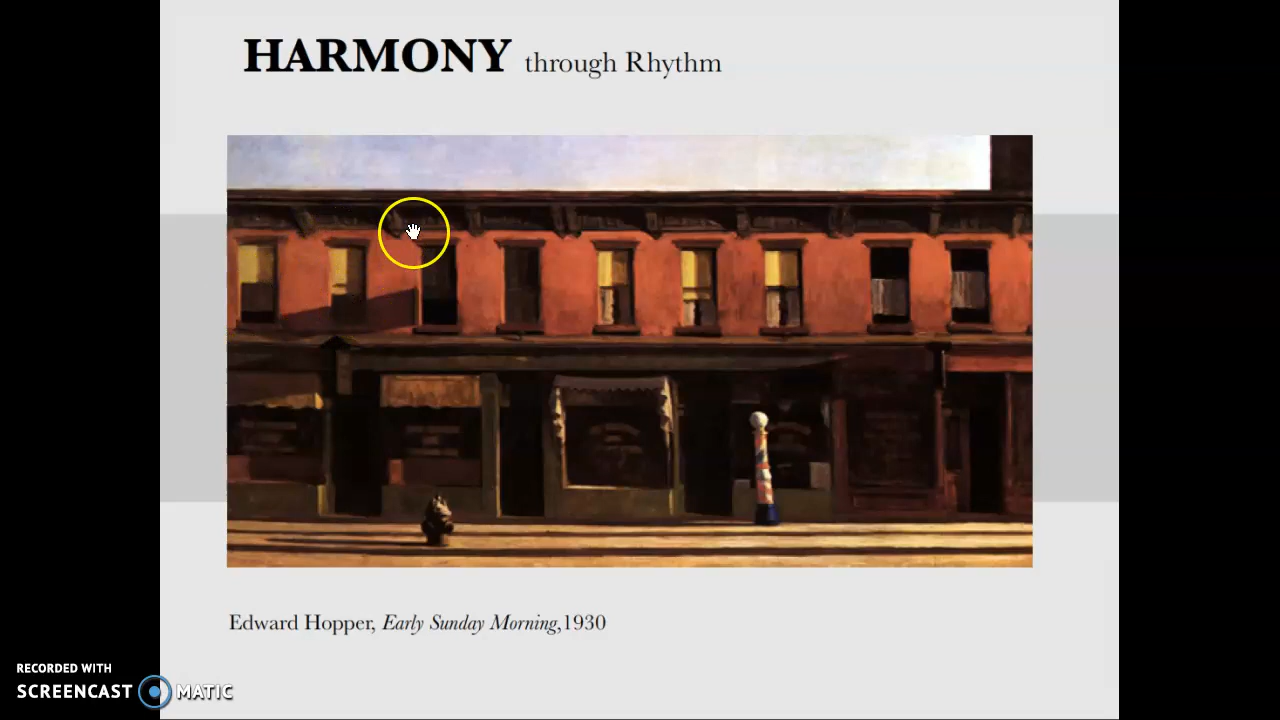 HARMONY through Rhythm
Edward Hopper, Early Sunday Morning,1930
RECORDED WITH
SCREENCAST MATIC